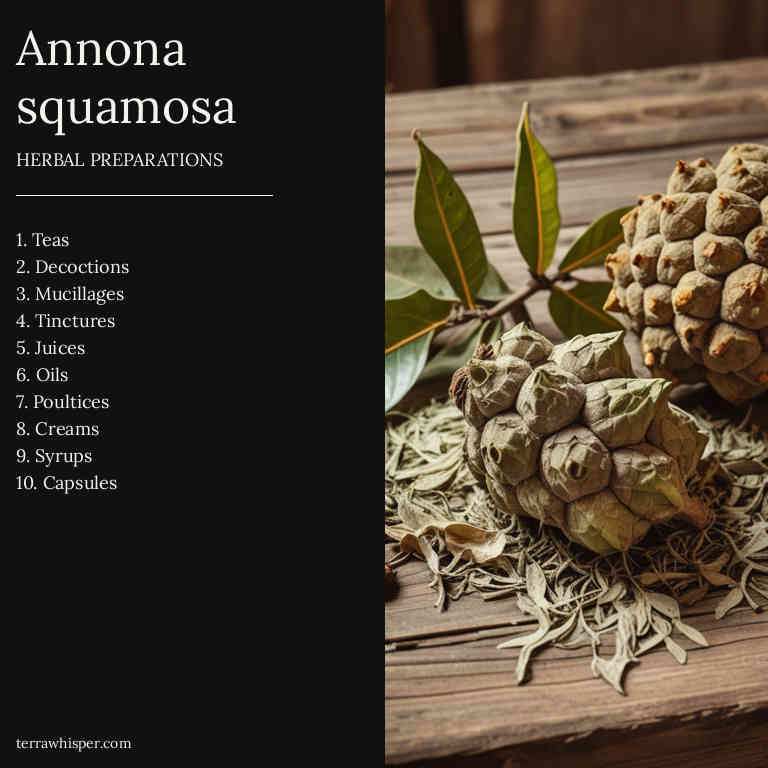 Annona
squamosa
HERBAL PREPARATIONS
1. Teas
2. Decoctions
3. Mucillages
4. Tinctures
5. Juices
6. Oils
7. Poultices
8. Creams
9. Syrups
10. Capsules
terrawhisper.com